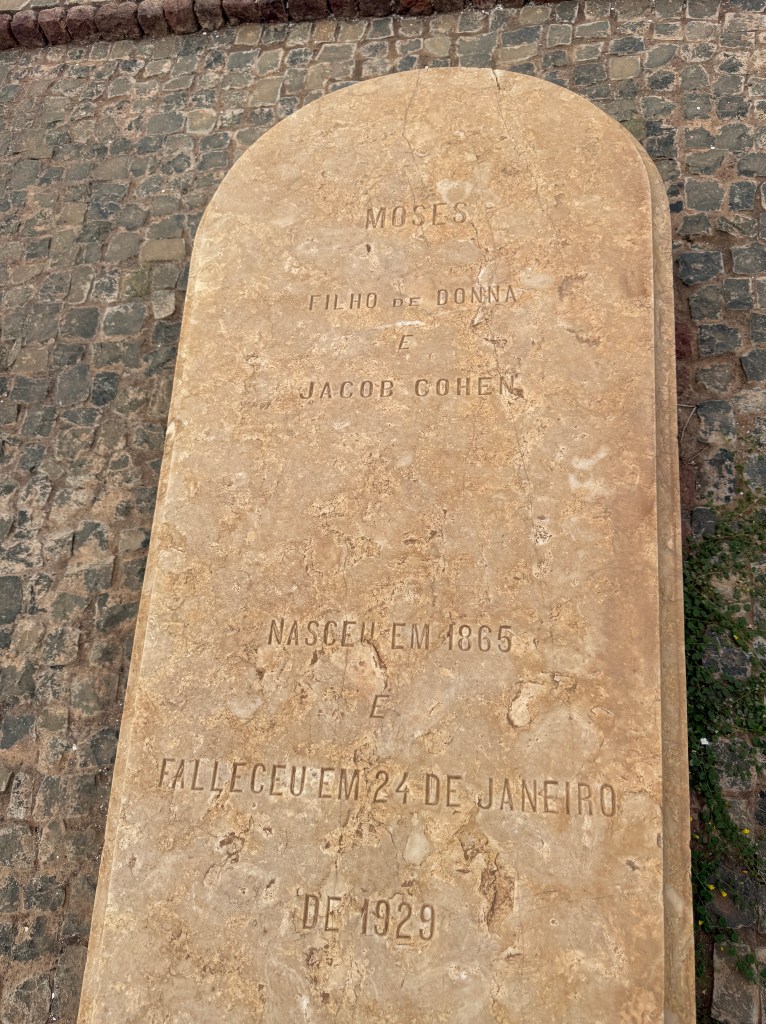 MOSES
FILHO DE DONNA
E
JACOB COHEN
NASCEU EM 1865
E
FALLECEU EM 24 DE JANEIRO
DE 1929